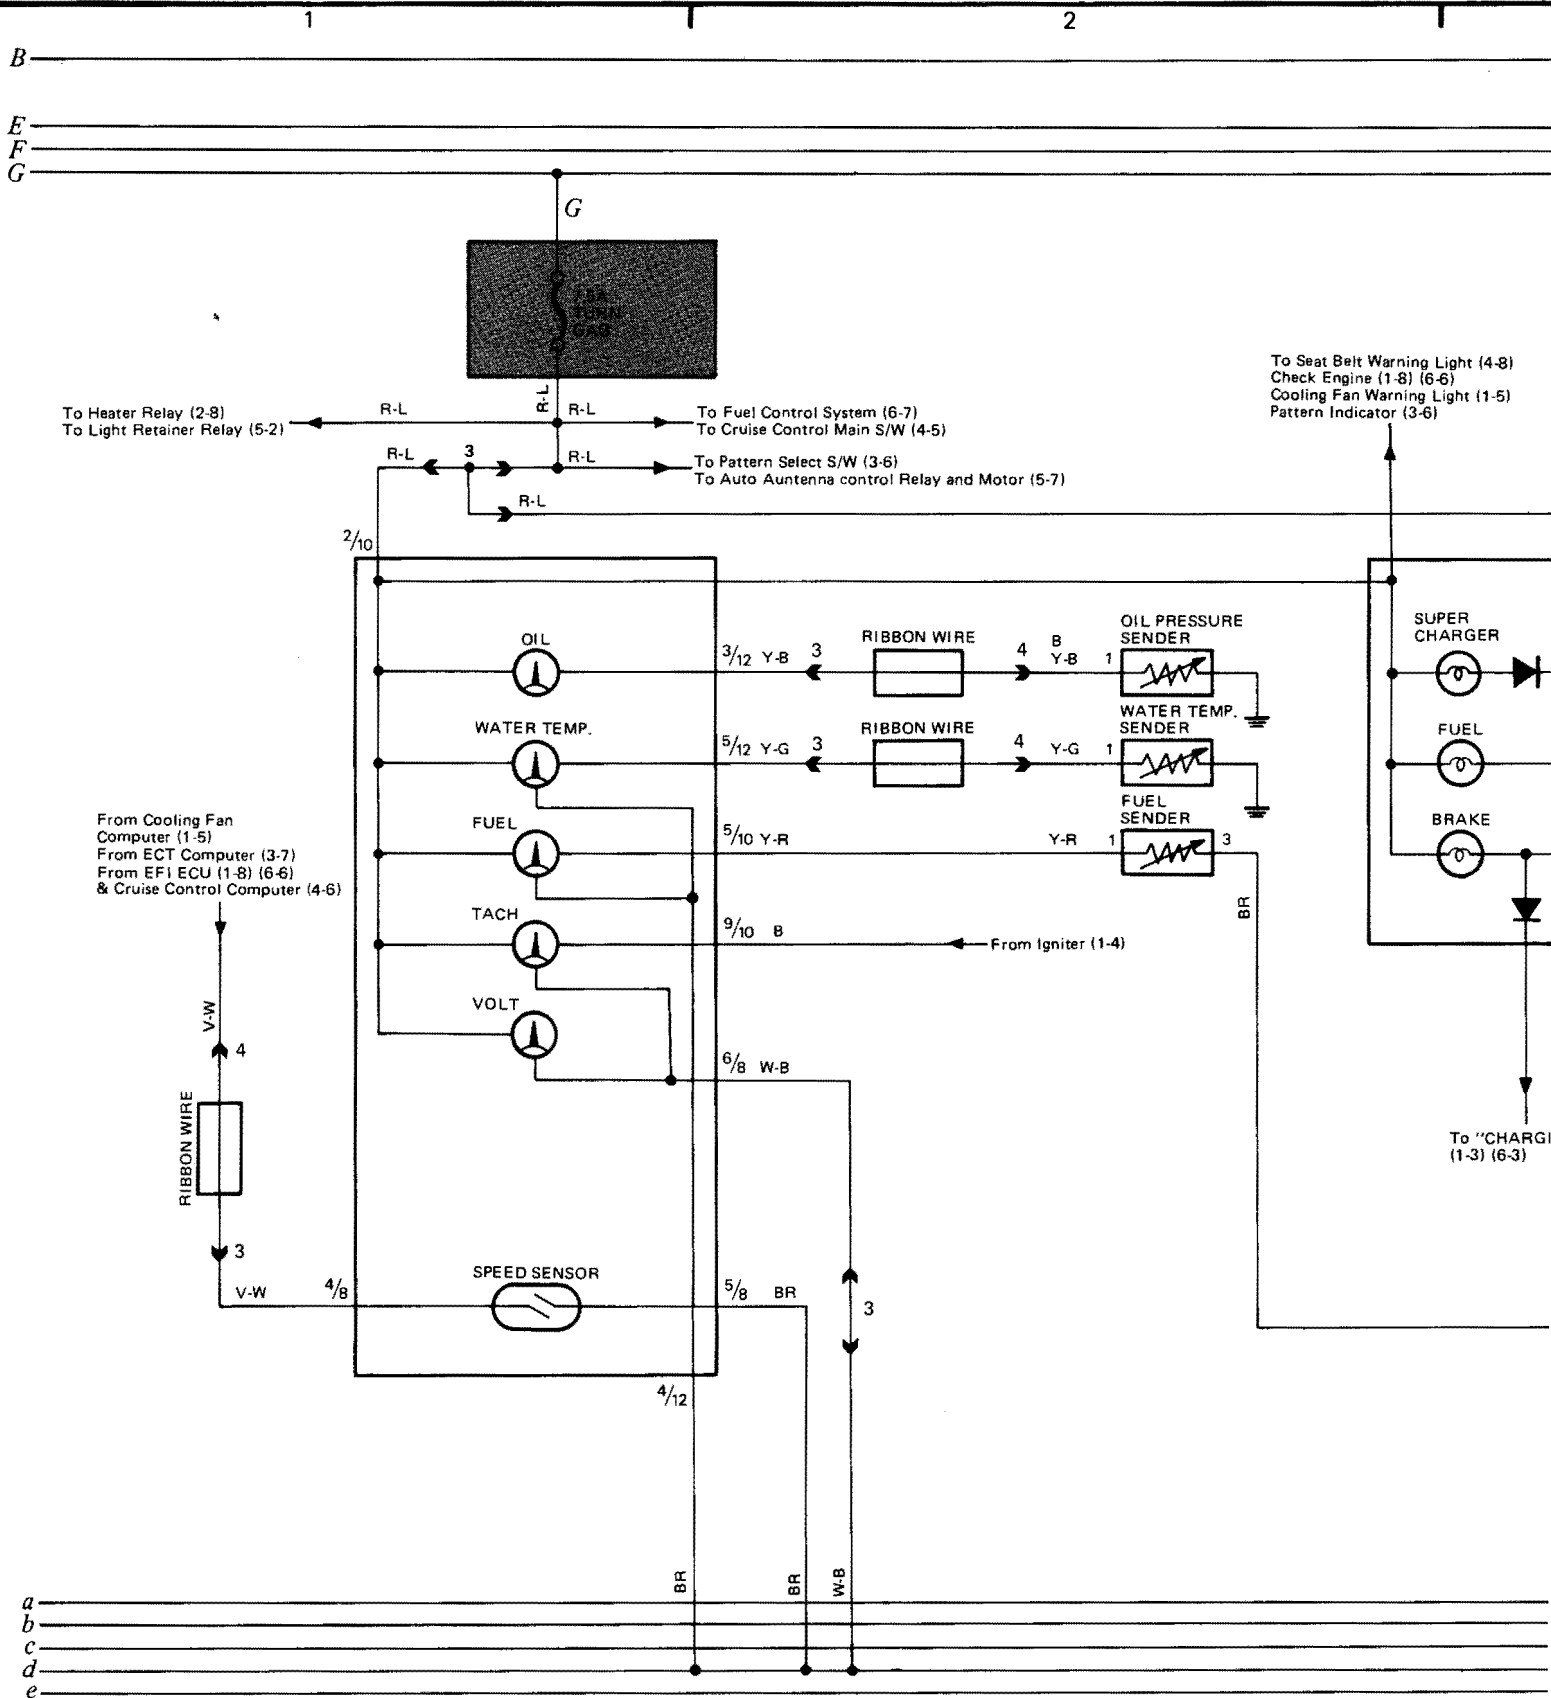 1
2
B
E
F
G
G
7.5A
TURN
GAG
R-L
To Seat Belt Warning Light (4-8)
Check Engine (1-8) (6-6)
Cooling Fan Warning Light (1-5)
Pattern Indicator (3-6)
To Heater Relay (2-8)
To Light Retainer Relay (5-2)
R-L
R-L
To Fuel Control System (6-7)
To Cruise Control Main S/W (4-5)
R-L
3
R-L
To Pattern Select S/W (3-6)
To Auto Auntenna control Relay and Motor (5-7)
R-L
2/10
OIL
3/12 Y-B
3
RIBBON WIRE
4
B
Y-B
1
OIL PRESSURE
SENDER
SUPER
CHARGER
WATER TEMP.
5/12 Y-G
3
RIBBON WIRE
4
Y-G
1
WATER TEMP.
SENDER
FUEL
FUEL
5/10 Y-R
Y-R
1
FUEL
SENDER
3
BRAKE
From Cooling Fan
Computer (1-5)
From ECT Computer (3-7)
From EFI ECU (1-8) (6-6)
& Cruise Control Computer (4-6)
TACH
9/10 B
From Igniter (1-4)
BR
V-W
4
VOLT
6/8 W-B
RIBBON WIRE
To "CHARGI
(1-3) (6-3)
3
V-W
4/8
SPEED SENSOR
5/8 BR
3
4/12
BR
BR
W-B
a
b
c
d
e